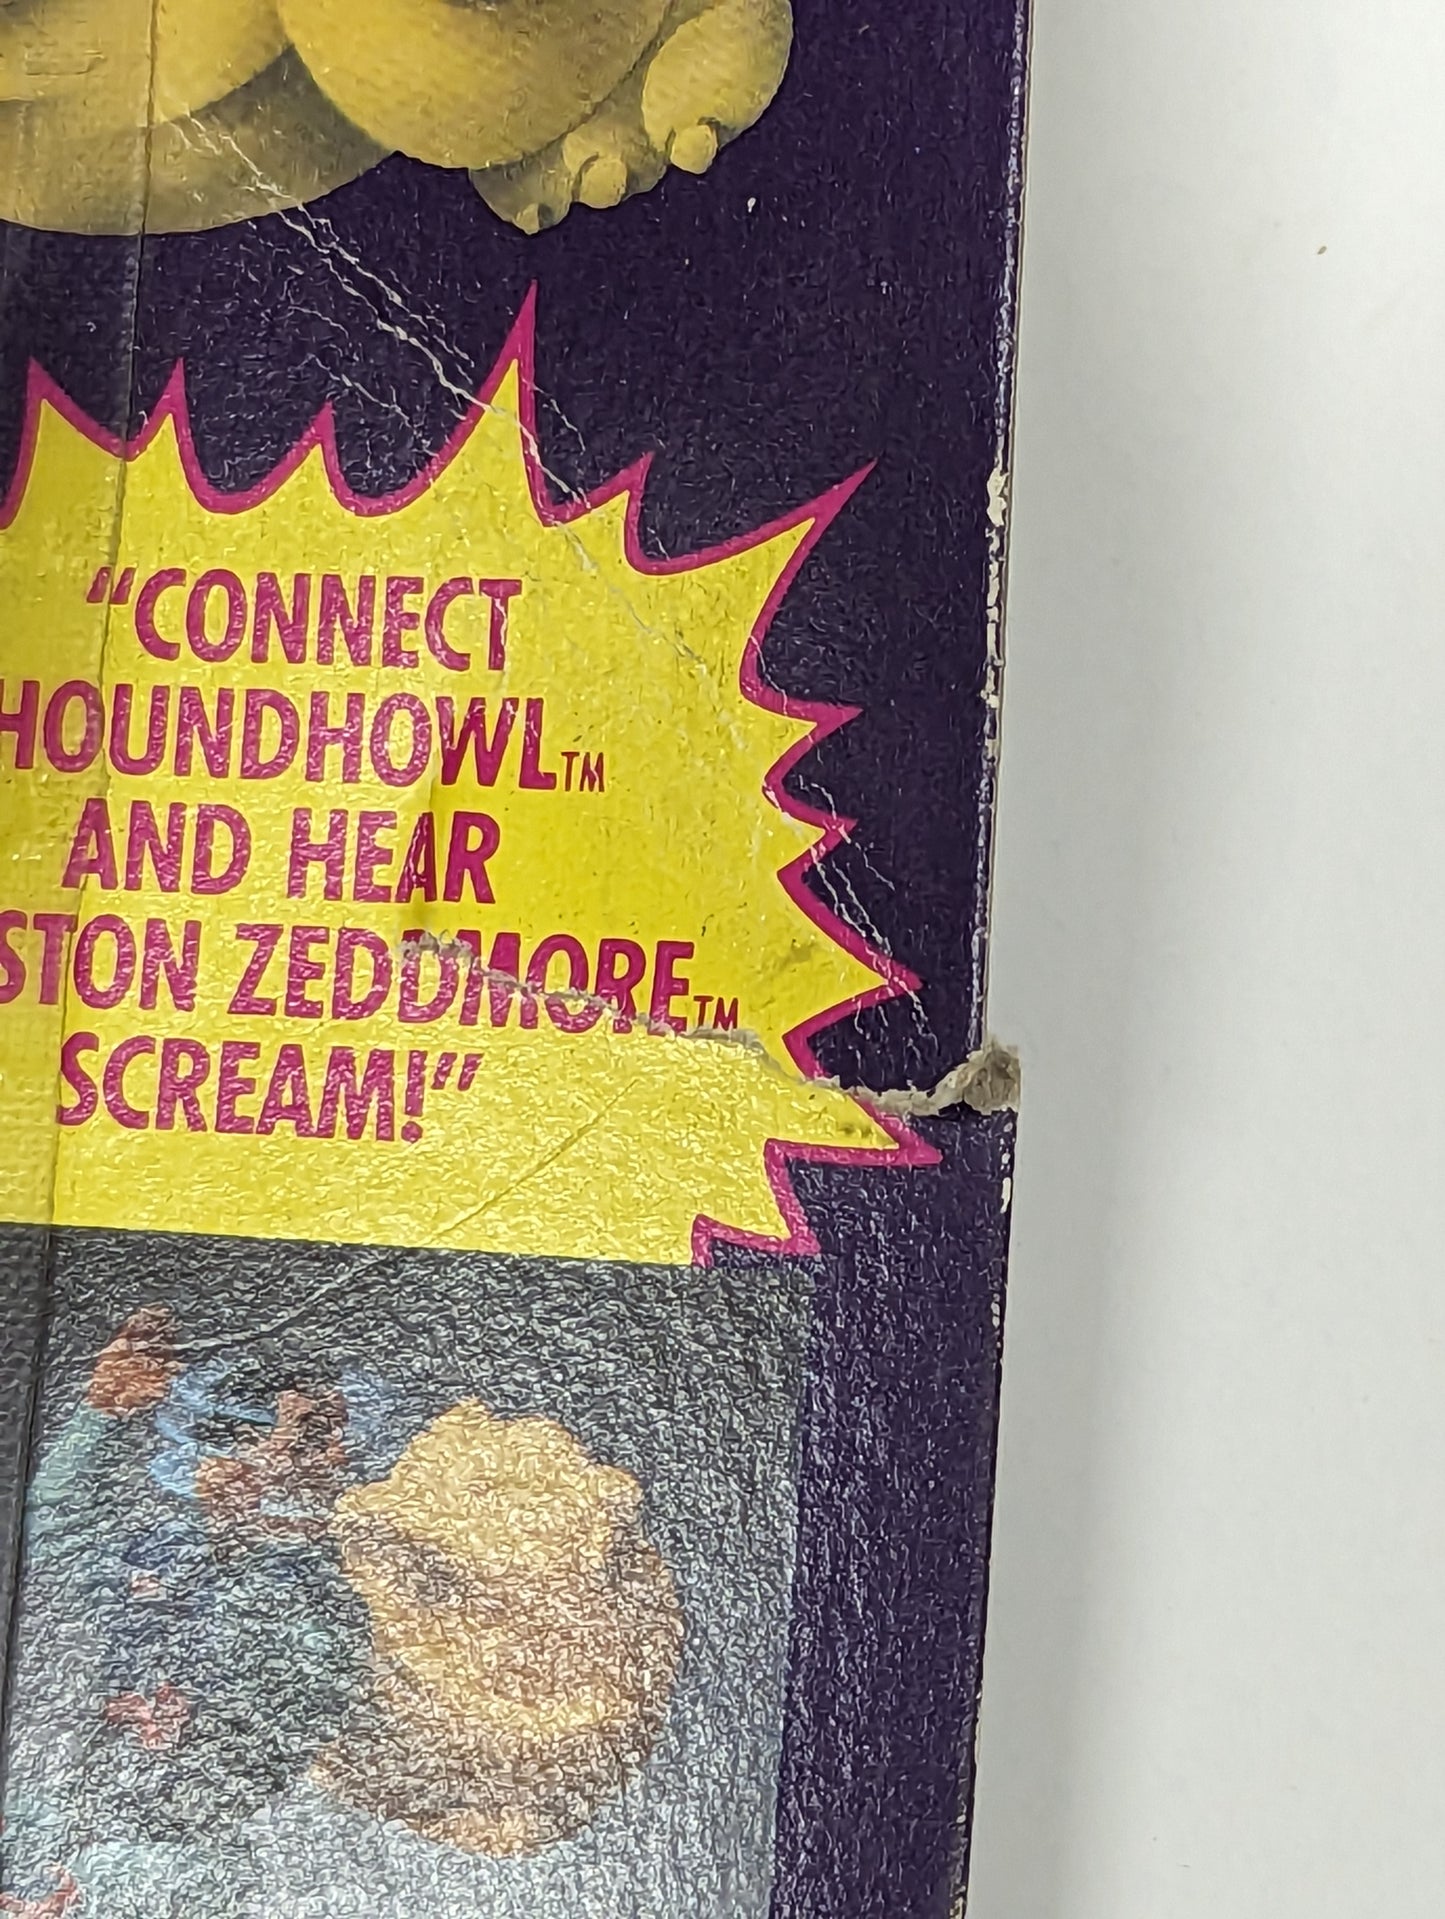 "CONNECT
HOUNDHOWL™
AND HEAR
STON ZEDDMORE™
SCREAM!"